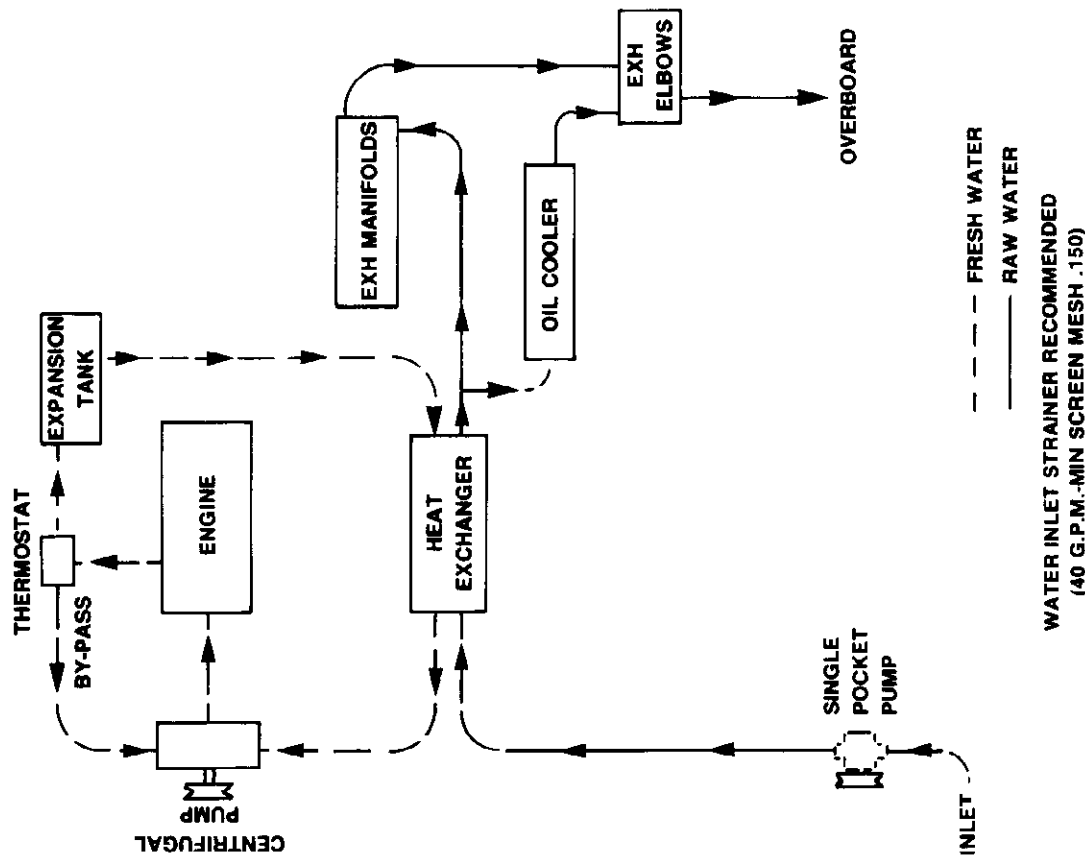 THERMOSTAT
BY-PASS
EXPANSION
TANK
ENGINE
CENTRIFUGAL
PUMP
HEAT
EXCHANGER
EXH MANIFOLDS
OIL COOLER
EXH
ELBOWS
OVERBOARD
SINGLE
POCKET
PUMP
INLET
FRESH WATER
RAW WATER
WATER INLET STRAINER RECOMMENDED
(40 G.P.M.-MIN SCREEN MESH .150)